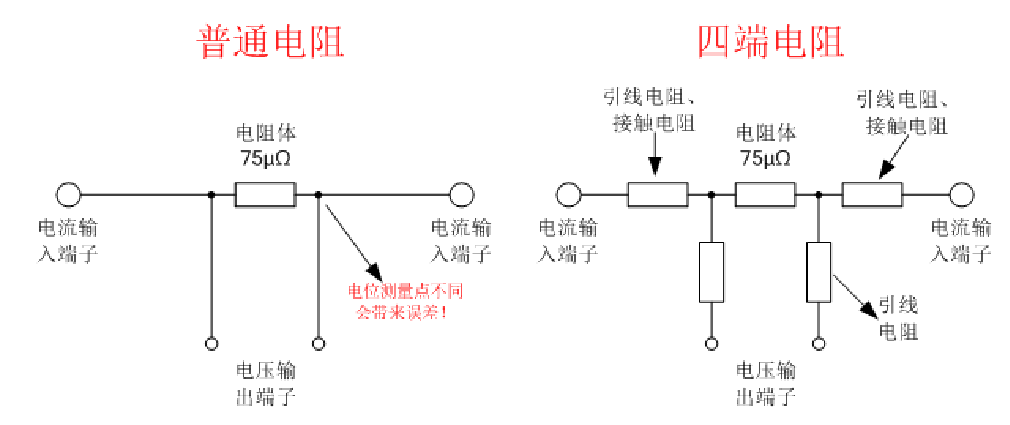 普通电阻
电阻体
75μΩ
电流输
入端子
电流输
入端子
电位测量点不同
会带来误差！
电压输
出端子
四端电阻
引线电阻、
接触电阻
电阻体
75μΩ
引线电阻、
接触电阻
电流输
入端子
电流输
入端子
引线
电阻
电压输
出端子